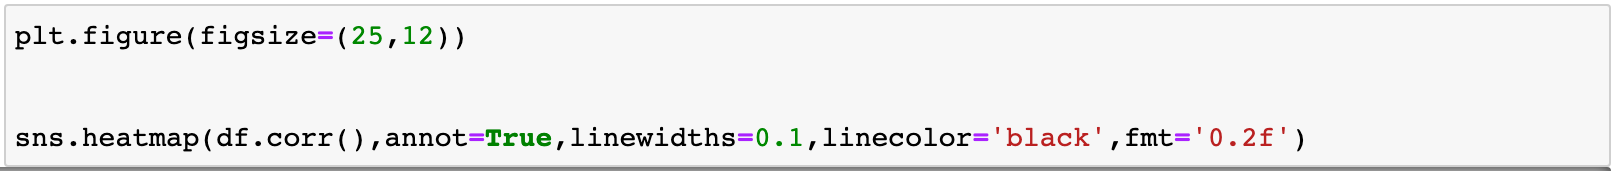 plt.figure(figsize=(25,12))
sns.heatmap(df.corr(),annot=True,linewidths=0.1,linecolor='black',fmt='0.2f')